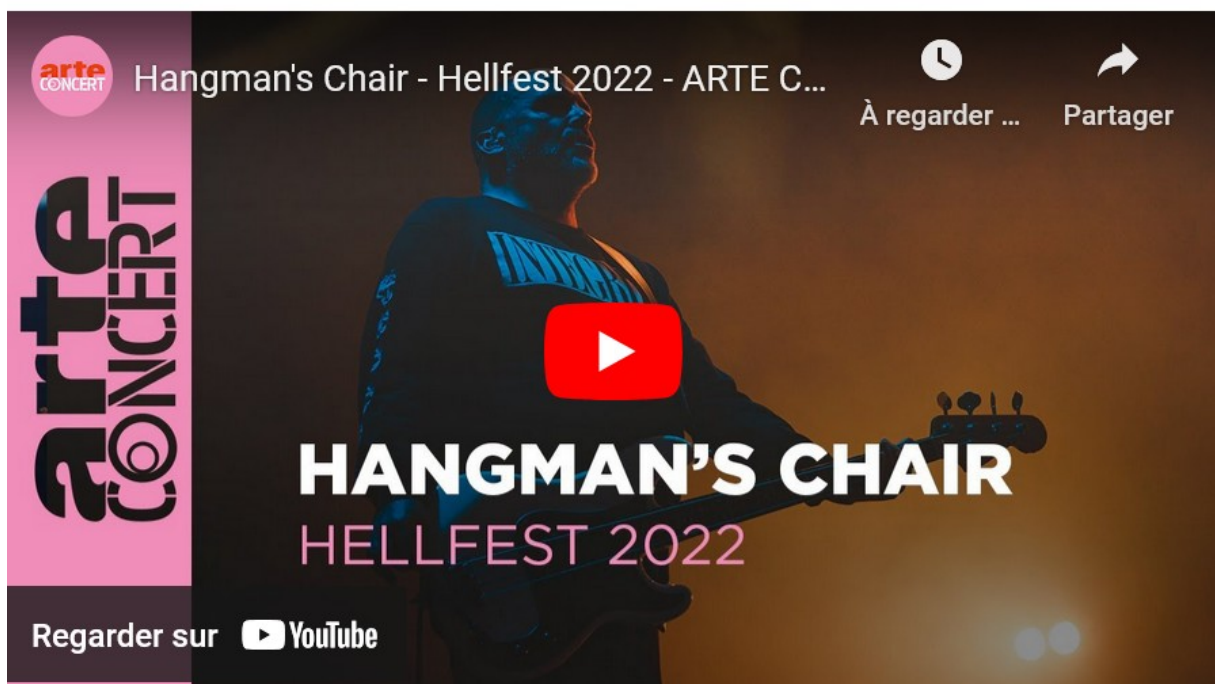 arte
CONCERT
Hangman's Chair - Hellfest 2022 - ARTE C...
À regarder ...
Partager
arte
CONCERT
HANGMAN'S CHAIR
HELLFEST 2022
Regarder sur YouTube